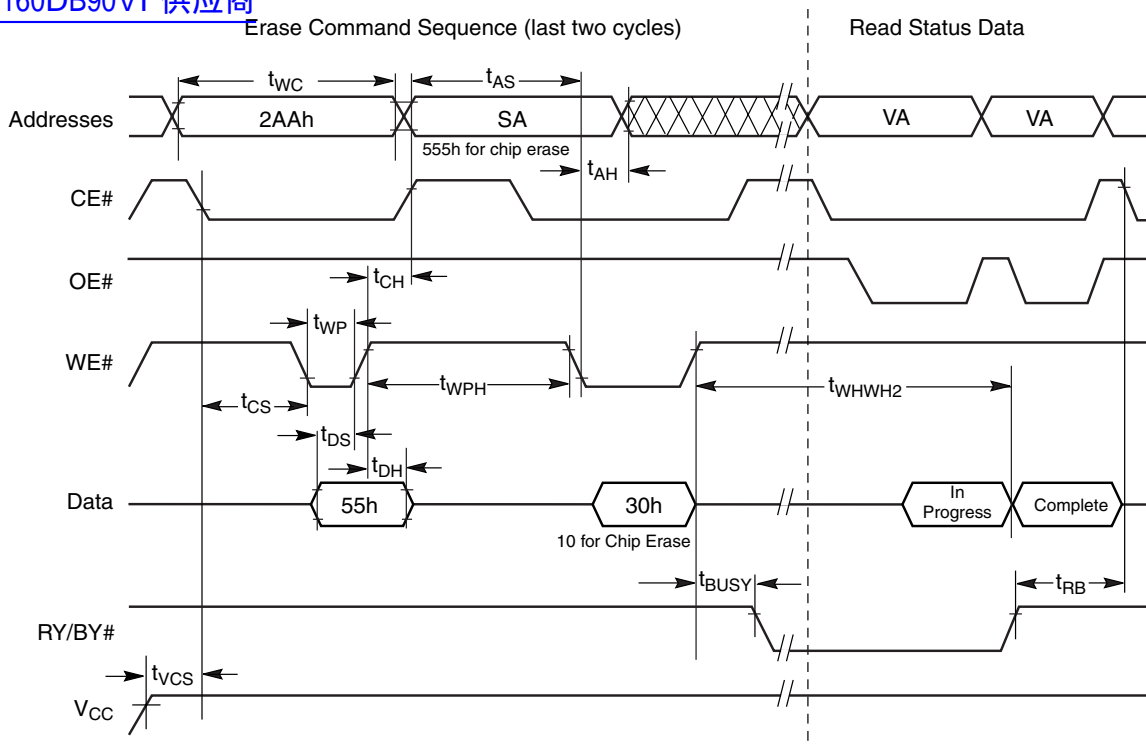 160DB90VT 供应商
Erase Command Sequence (last two cycles)
Read Status Data
tWC
tAS
Addresses
2AAh
SA
VA
VA
555h for chip erase
tAH
CE#
tCH
OE#
tWP
WE#
tWPH
tWHWH2
tCS
tDS
tDH
Data
55h
30h
In
Progress
Complete
10 for Chip Erase
tBUSY
tRB
RY/BY#
tVCS
VCC